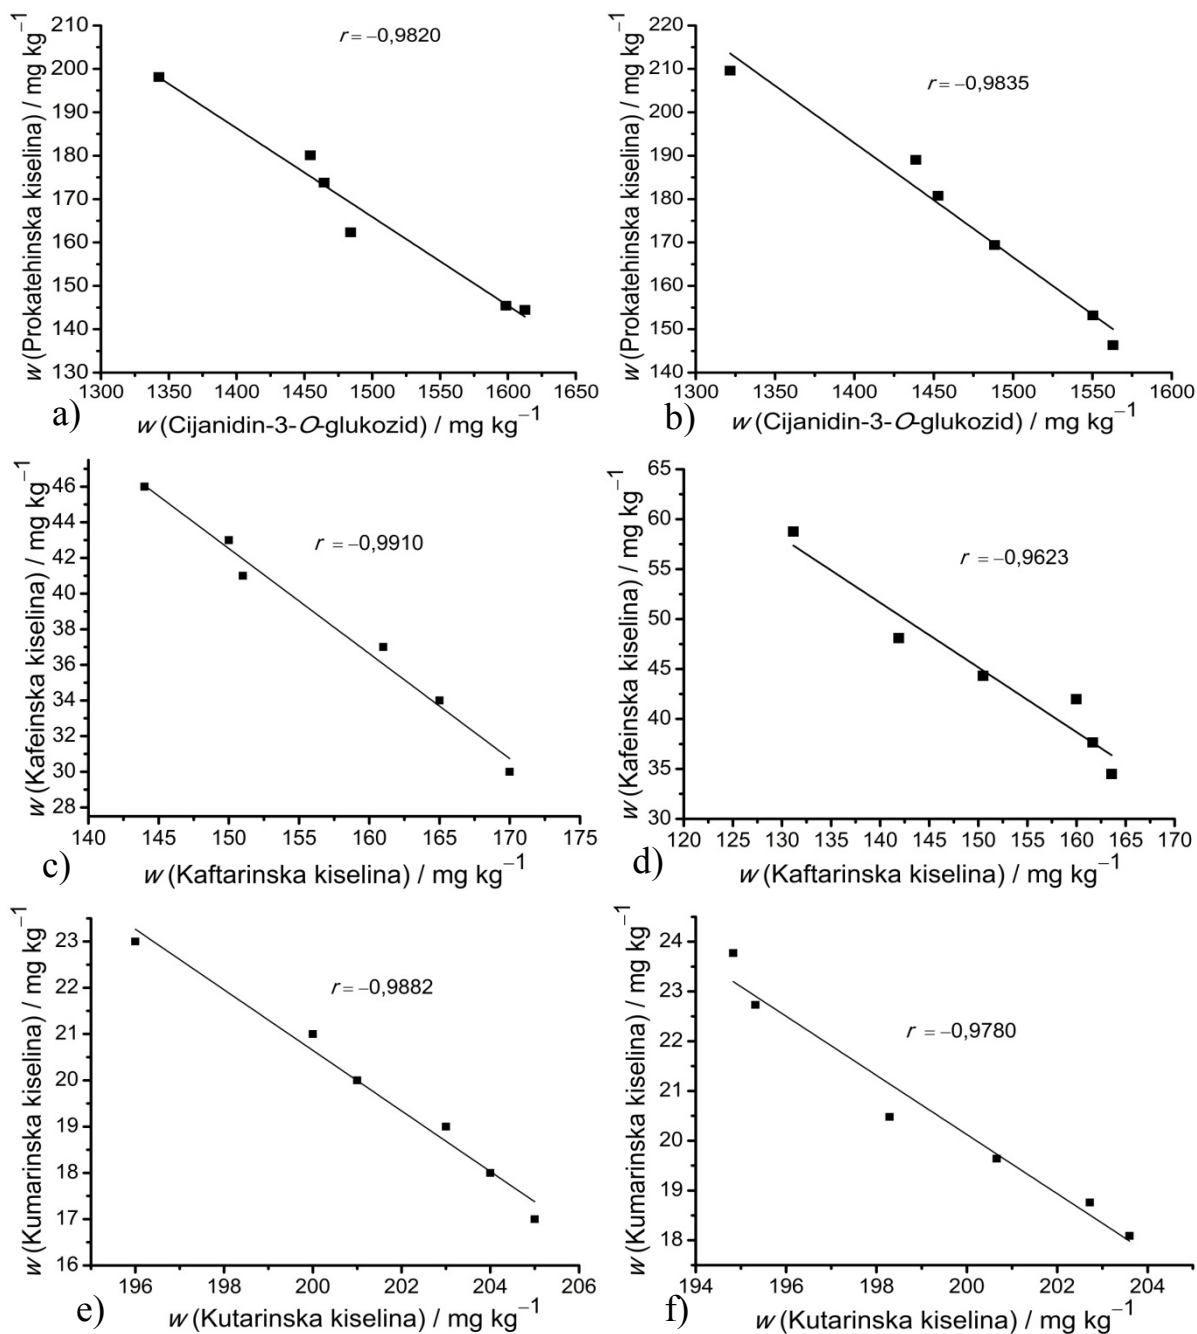 210
200
190
180
170
160
150
140
130
w (Prokatehinska kiselina) / mg kg⁻¹
r = –0,9820
1300 1350 1400 1450 1500 1550 1600 1650
a) w (Cijanidin-3-O-glukozid) / mg kg⁻¹
220
210
200
190
180
170
160
150
140
w (Prokatehinska kiselina) / mg kg⁻¹
r = –0,9835
1300 1350 1400 1450 1500 1550 1600
b) w (Cijanidin-3-O-glukozid) / mg kg⁻¹
46
44
42
40
38
36
34
32
30
28
w (Kafeinska kiselina) / mg kg⁻¹
r = –0,9910
140 145 150 155 160 165 170 175
c) w (Kaftarinska kiselina) / mg kg⁻¹
65
60
55
50
45
40
35
30
w (Kafeinska kiselina) / mg kg⁻¹
r = –0,9623
120 125 130 135 140 145 150 155 160 165 170
d) w (Kaftarinska kiselina) / mg kg⁻¹
23
22
21
20
19
18
17
16
w (Kumarinska kiselina) / mg kg⁻¹
r = –0,9882
196 198 200 202 204 206
e) w (Kutarinska kiselina) / mg kg⁻¹
24
23
22
21
20
19
18
w (Kumarinska kiselina) / mg kg⁻¹
r = –0,9780
194 196 198 200 202 204
f) w (Kutarinska kiselina) / mg kg⁻¹